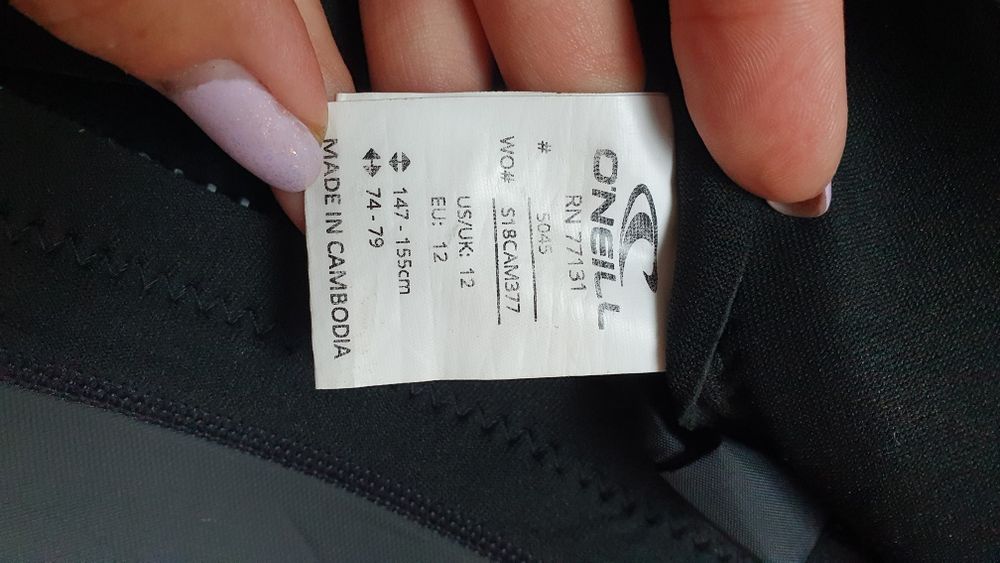 O'NEILL
RN 77131
# 5045
WO# S18CAM377
US/UK: 12
EU: 12
147 - 155cm
74 - 79
MADE IN CAMBODIA